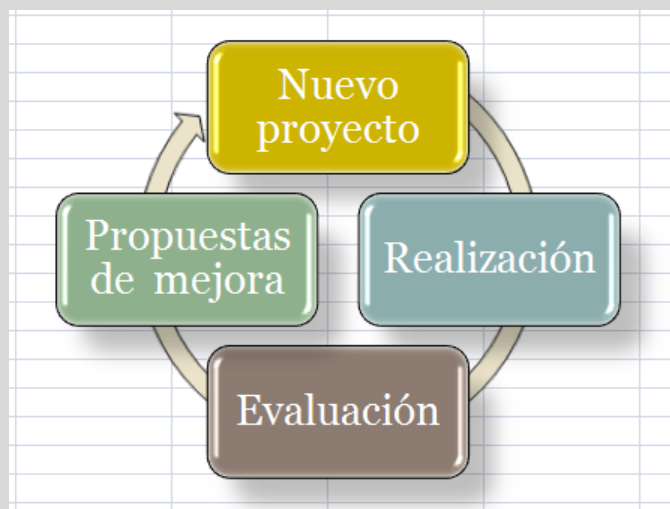 Nuevo
proyecto
Realización
Evaluación
Propuestas
de mejora